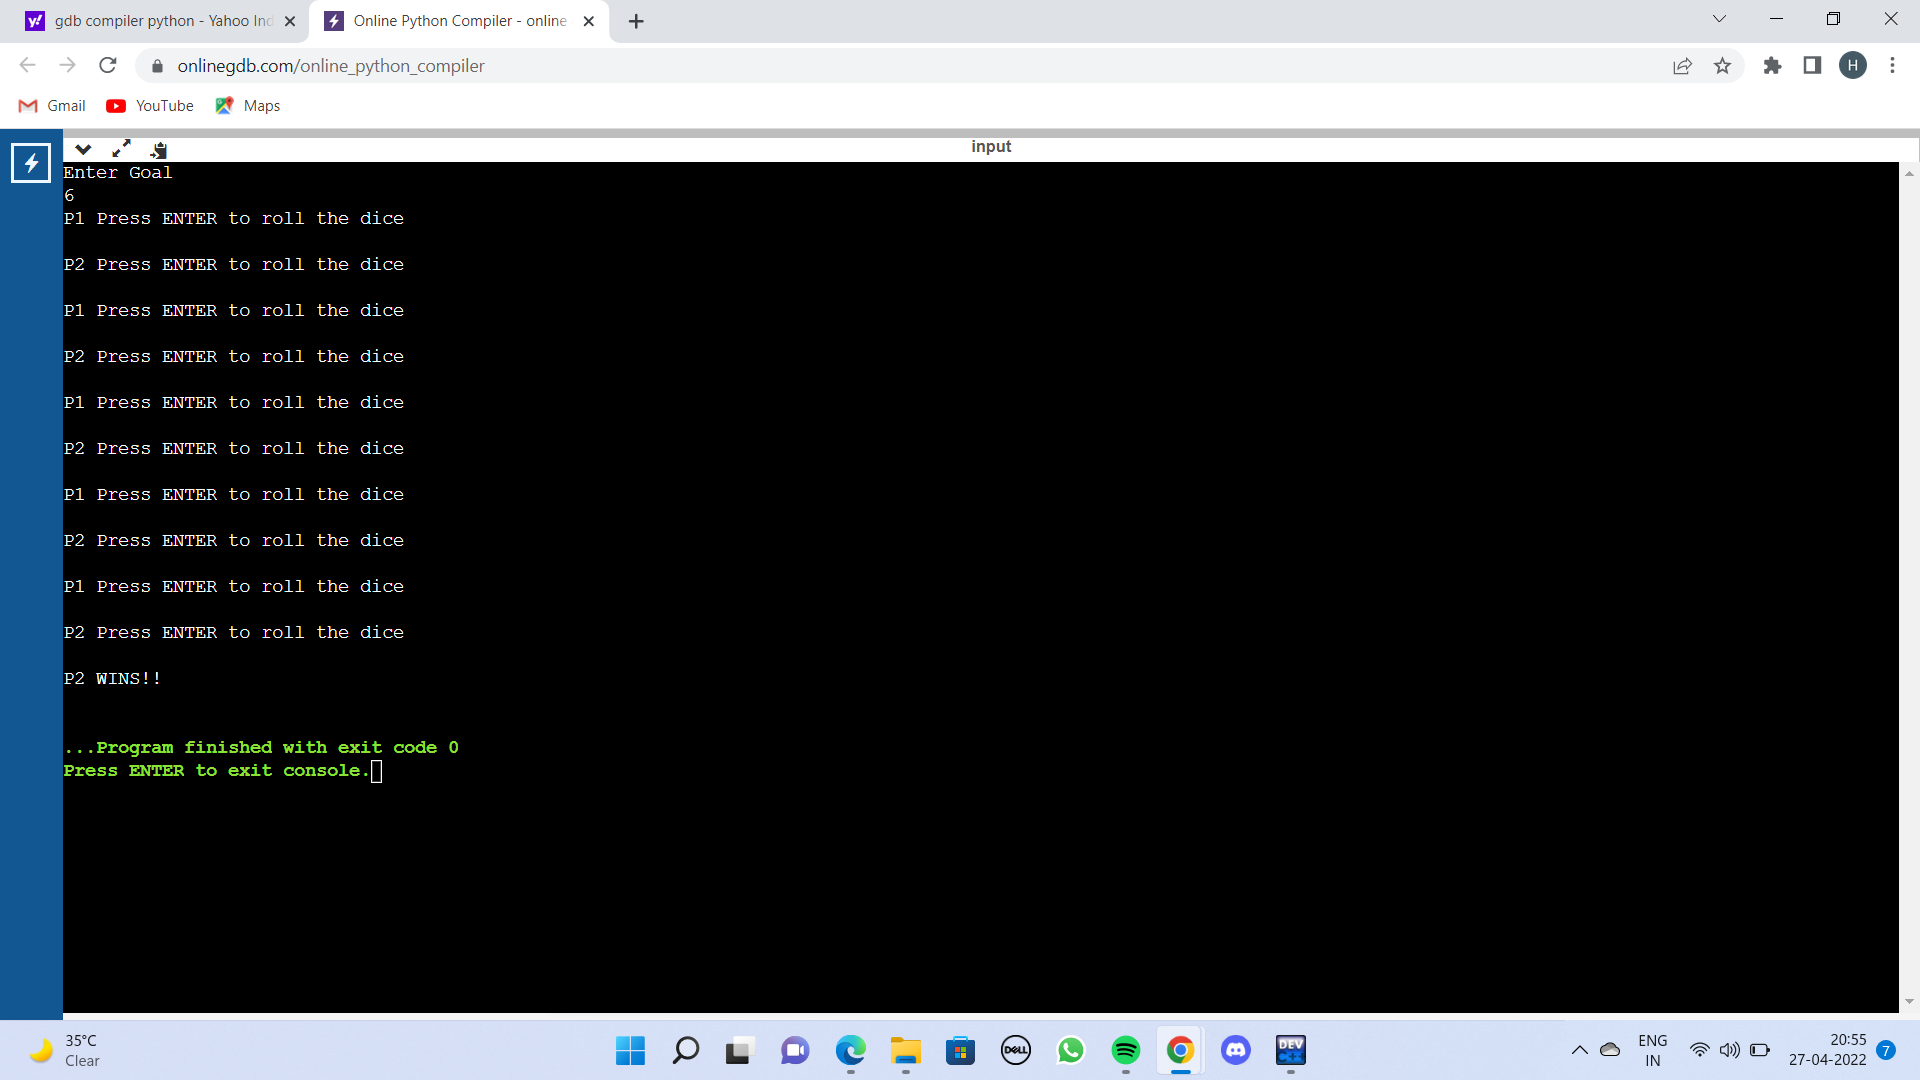 gdb compiler python - Yahoo Ind
Online Python Compiler - online
onlinegdb.com/online_python_compiler
H
Gmail
YouTube
Maps
input
Enter Goal
6
P1 Press ENTER to roll the dice
P2 Press ENTER to roll the dice
P1 Press ENTER to roll the dice
P2 Press ENTER to roll the dice
P1 Press ENTER to roll the dice
P2 Press ENTER to roll the dice
P1 Press ENTER to roll the dice
P2 Press ENTER to roll the dice
P1 Press ENTER to roll the dice
P2 Press ENTER to roll the dice
P2 WINS!!
...Program finished with exit code 0
Press ENTER to exit console.
35°C
Clear
DELL
DEV
C++
ENG
IN
20:55
27-04-2022
7